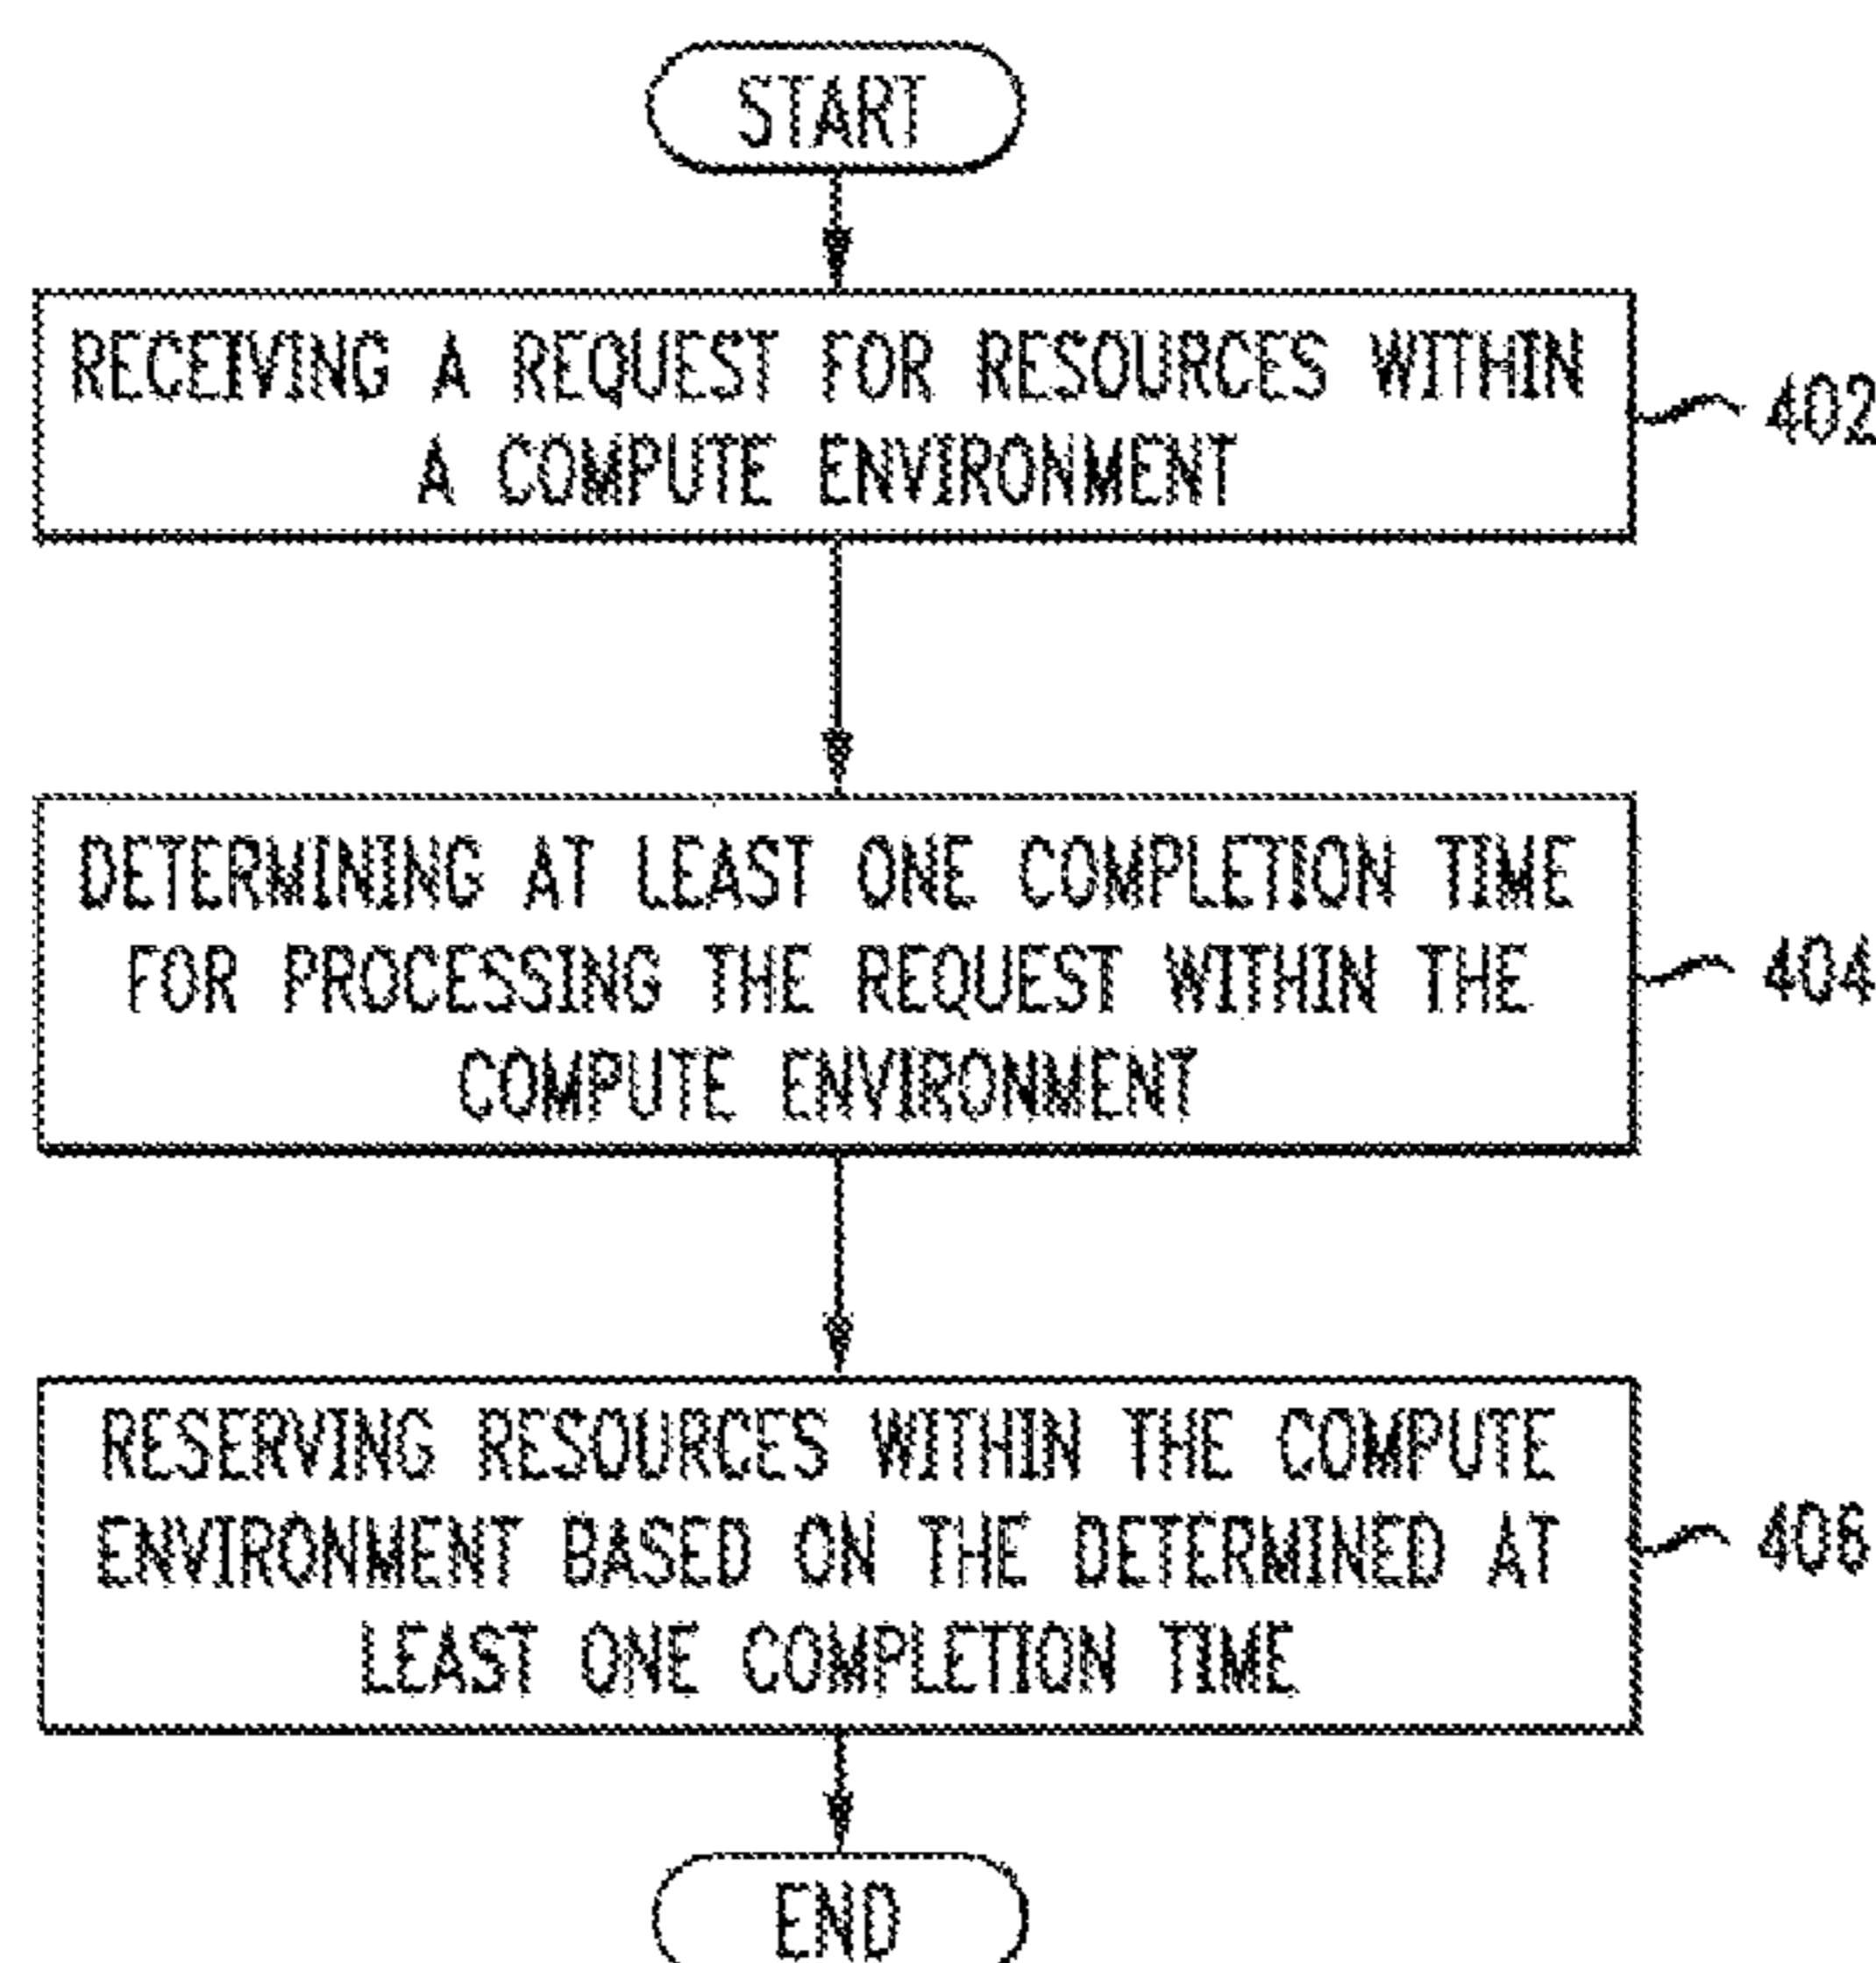 START
RECEIVING A REQUEST FOR RESOURCES WITHIN
A COMPUTE ENVIRONMENT
402
DETERMINING AT LEAST ONE COMPLETION TIME
FOR PROCESSING THE REQUEST WITHIN THE
COMPUTE ENVIRONMENT
404
RESERVING RESOURCES WITHIN THE COMPUTE
ENVIRONMENT BASED ON THE DETERMINED AT
LEAST ONE COMPLETION TIME
406
END